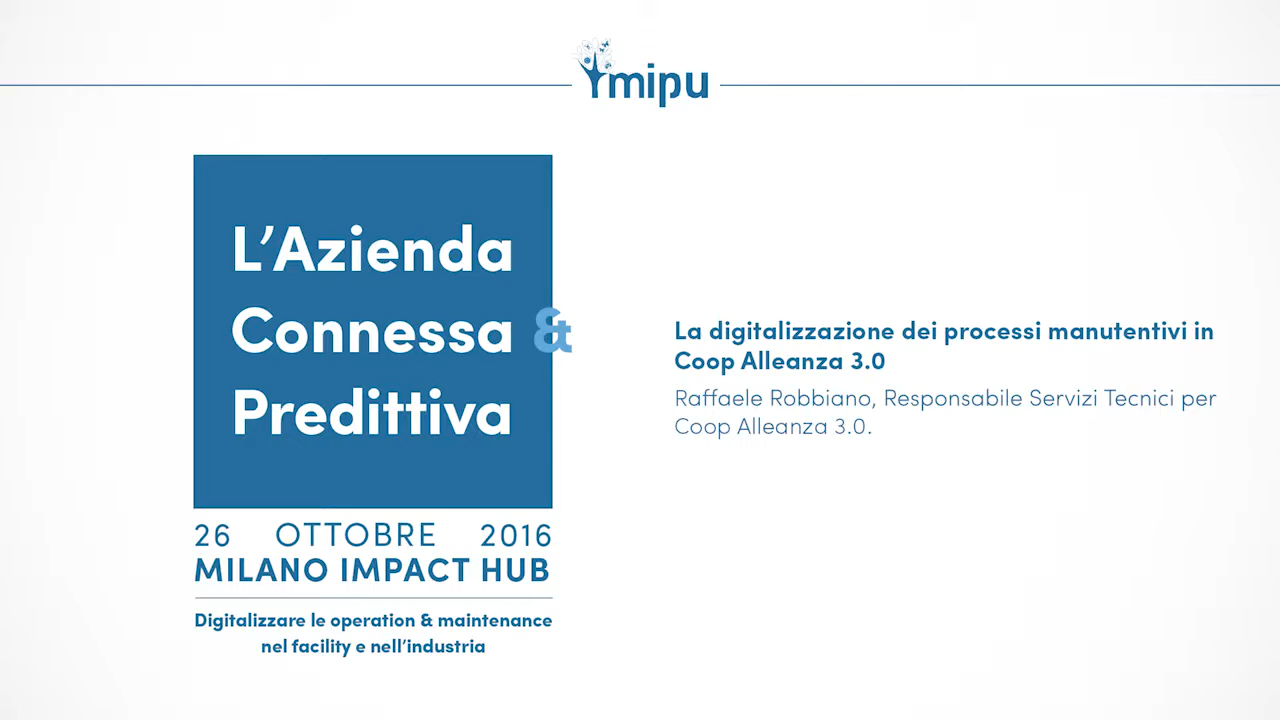 mipu
L'Azienda
Connessa &
Predittiva
26 OTTOBRE 2016
MILANO IMPACT HUB
Digitalizzare le operation & maintenance
nel facility e nell'industria
La digitalizzazione dei processi manutentivi in
Coop Alleanza 3.0
Raffaele Robbiano, Responsabile Servizi Tecnici per
Coop Alleanza 3.0.